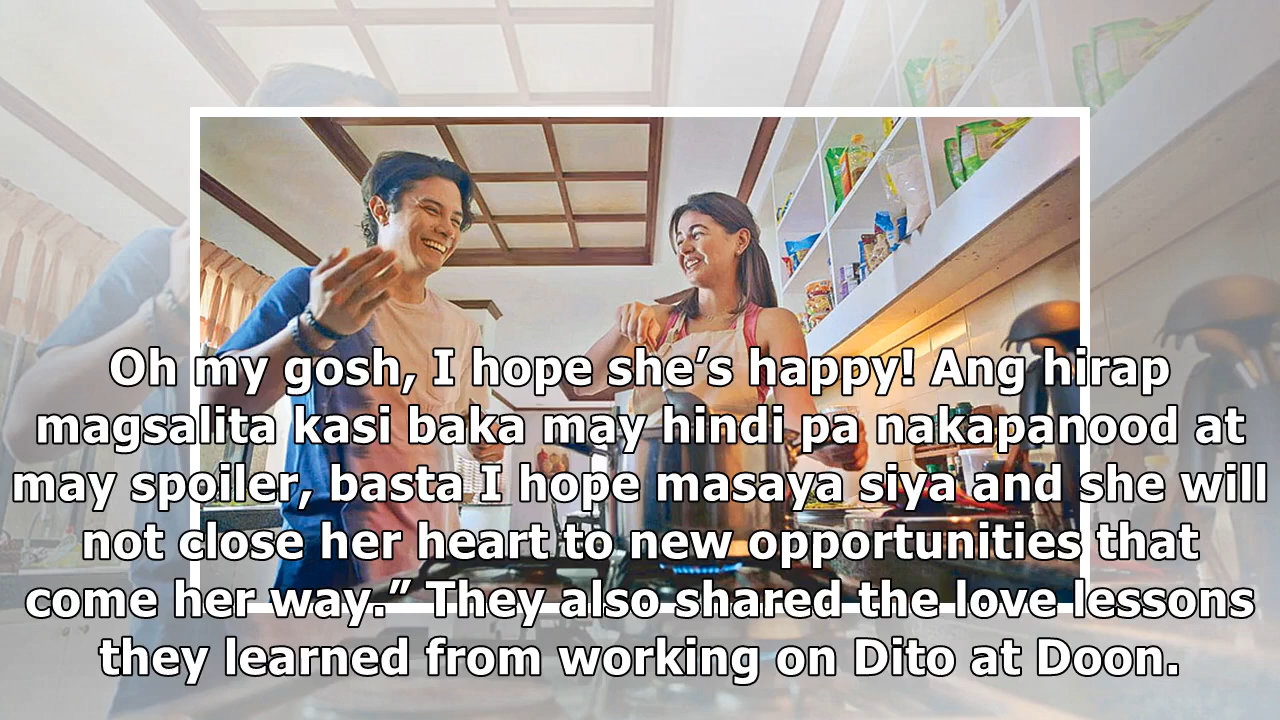 Oh my gosh, I hope she’s happy! Ang hirap
magsalita kasi baka may hindi pa nakapanood at
may spoiler, basta I hope masaya siya and she will
not close her heart to new opportunities that
come her way.” They also shared the love lessons
they learned from working on Dito at Doon.